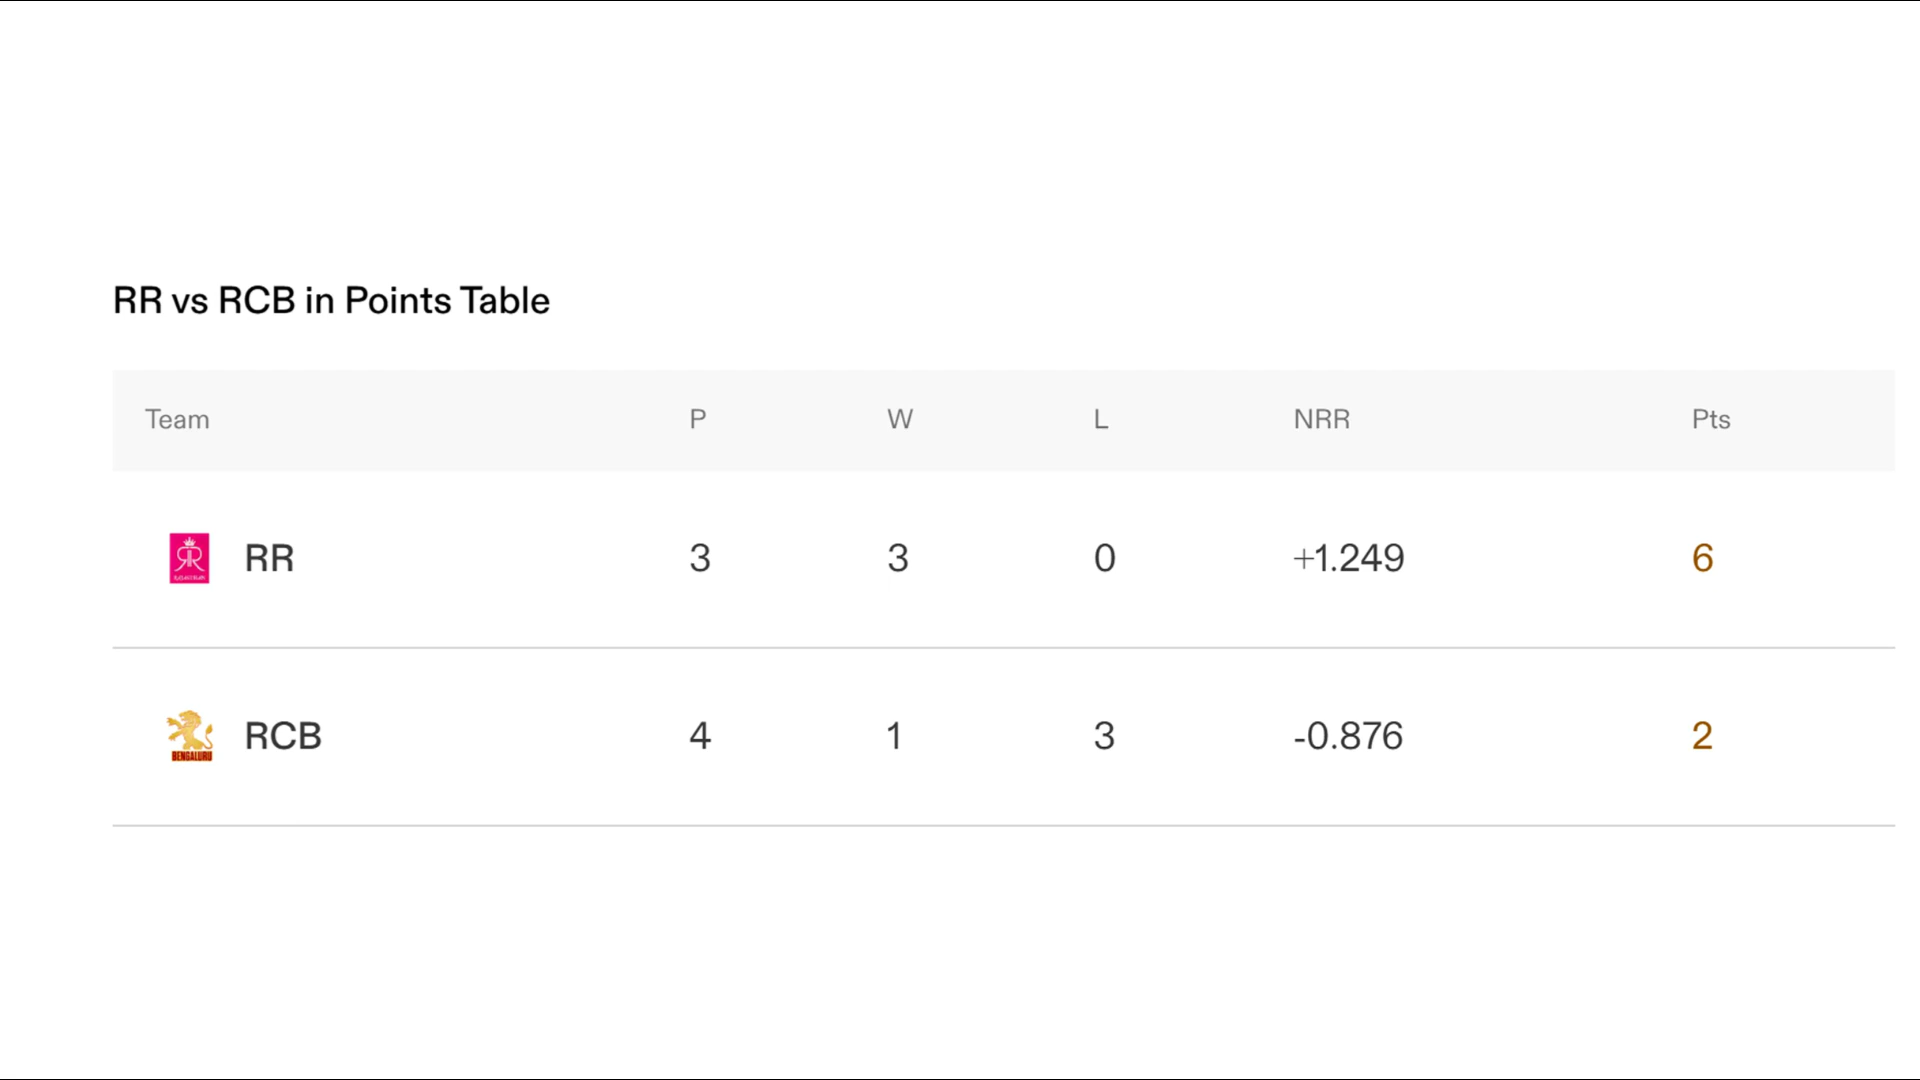 RR vs RCB in Points Table
Team P W L NRR Pts
RR 3 3 0 +1.249 6
BENGALURU RCB 4 1 3 -0.876 2